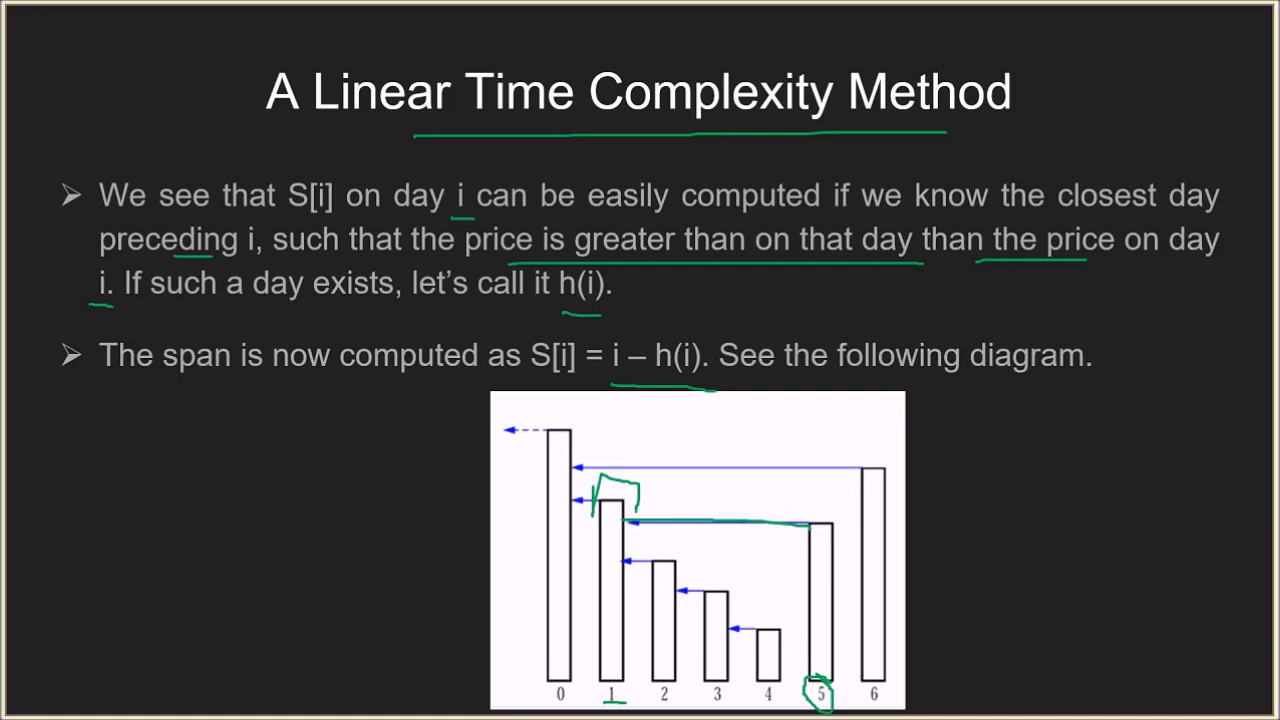 A Linear Time Complexity Method
➢ We see that S[i] on day i can be easily computed if we know the closest day
preceding i, such that the price is greater than on that day than the price on day
i. If such a day exists, let’s call it h(i).
➢ The span is now computed as S[i] = i – h(i). See the following diagram.
0 1 2 3 4 5 6